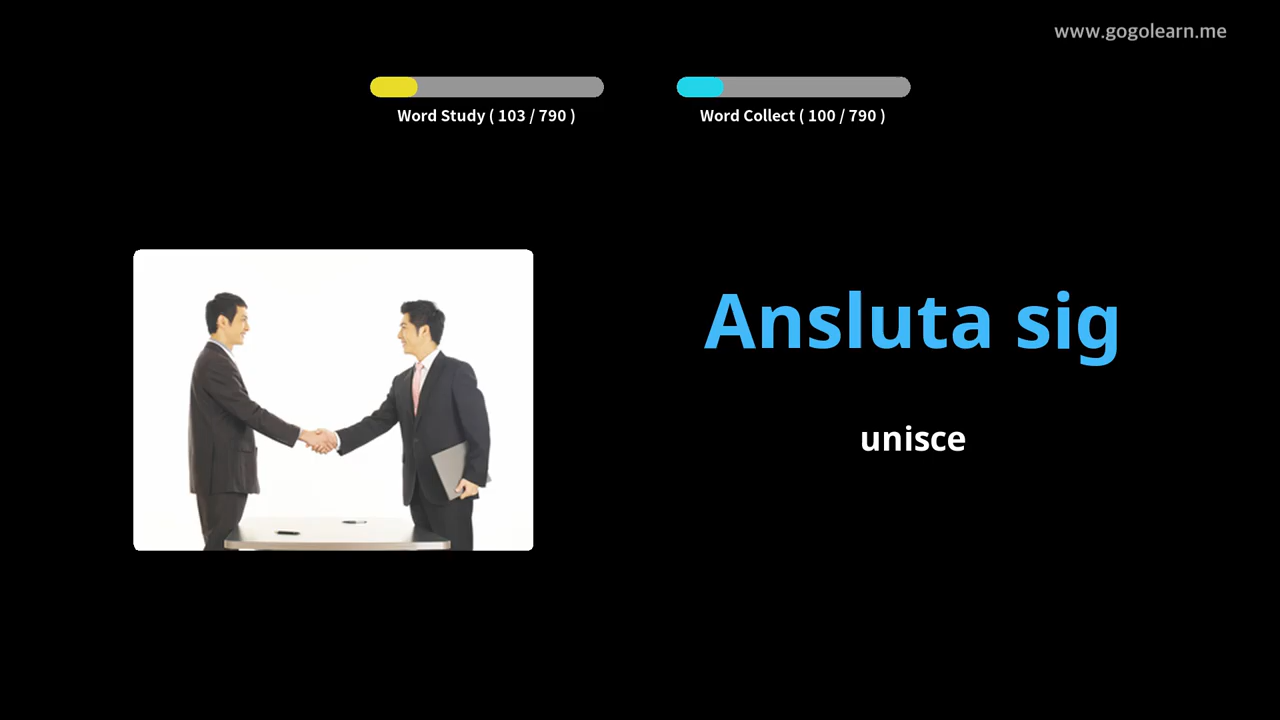 www.gogolearn.me
Word Study ( 103 / 790 )
Word Collect ( 100 / 790 )
Ansluta sig
unisce